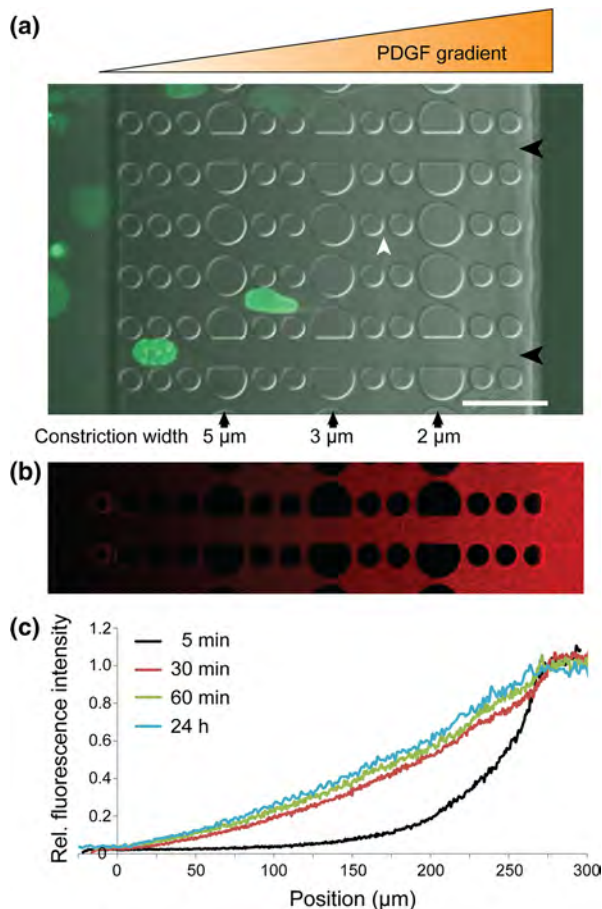 (a)
PDGF gradient
Constriction width 5 µm 3 µm 2 µm
(b)
(c)
Rel. fluorescence intensity
1.2
1.0
0.8
0.6
0.4
0.2
0
5 min
30 min
60 min
24 h
0 50 100 150 200 250 300
Position (µm)